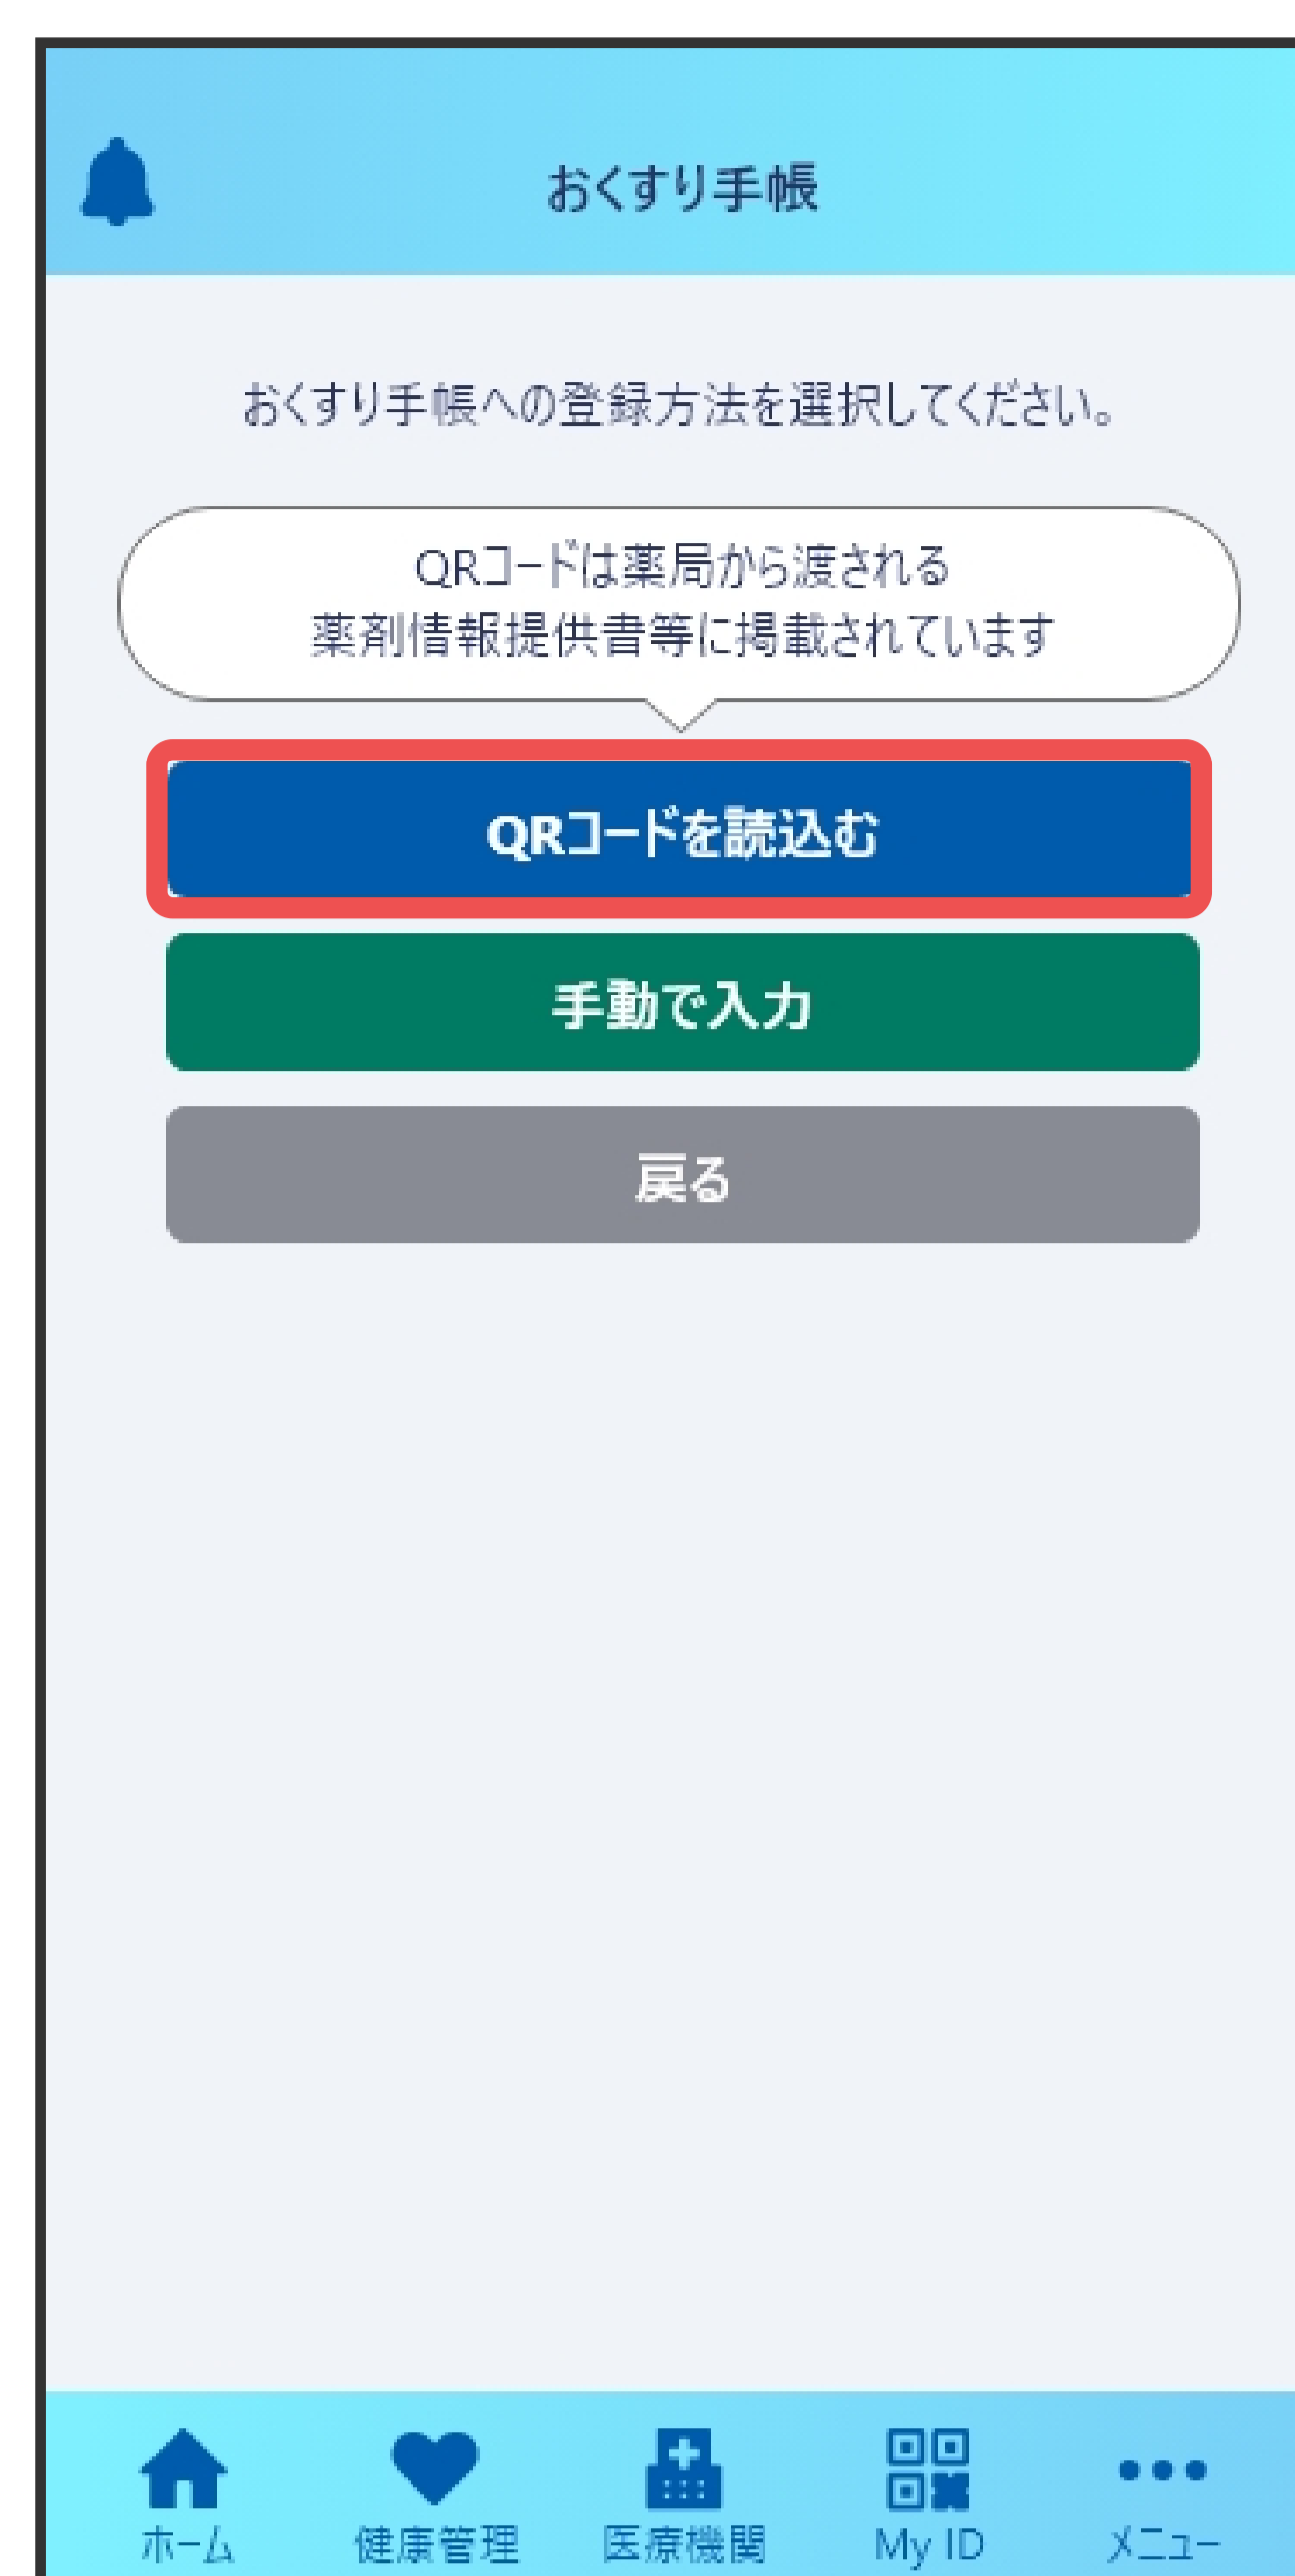 おくすり手帳
おくすり手帳への登録方法を選択してください。
QRコードは薬局から渡される
薬剤情報提供書等に掲載されています
QRコードを読込む
手動で入力
戻る
ホーム
健康管理
医療機関
My ID
メニュー